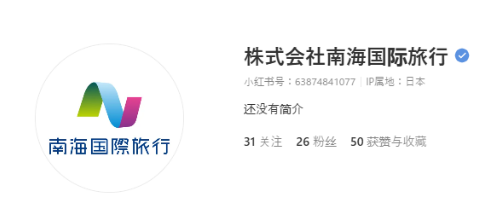 株式会社南海国际旅行
小红书号：63874841077 IP属地：日本
还没有简介
31 关注 26 粉丝 50 获赞与收藏
南海国際旅行